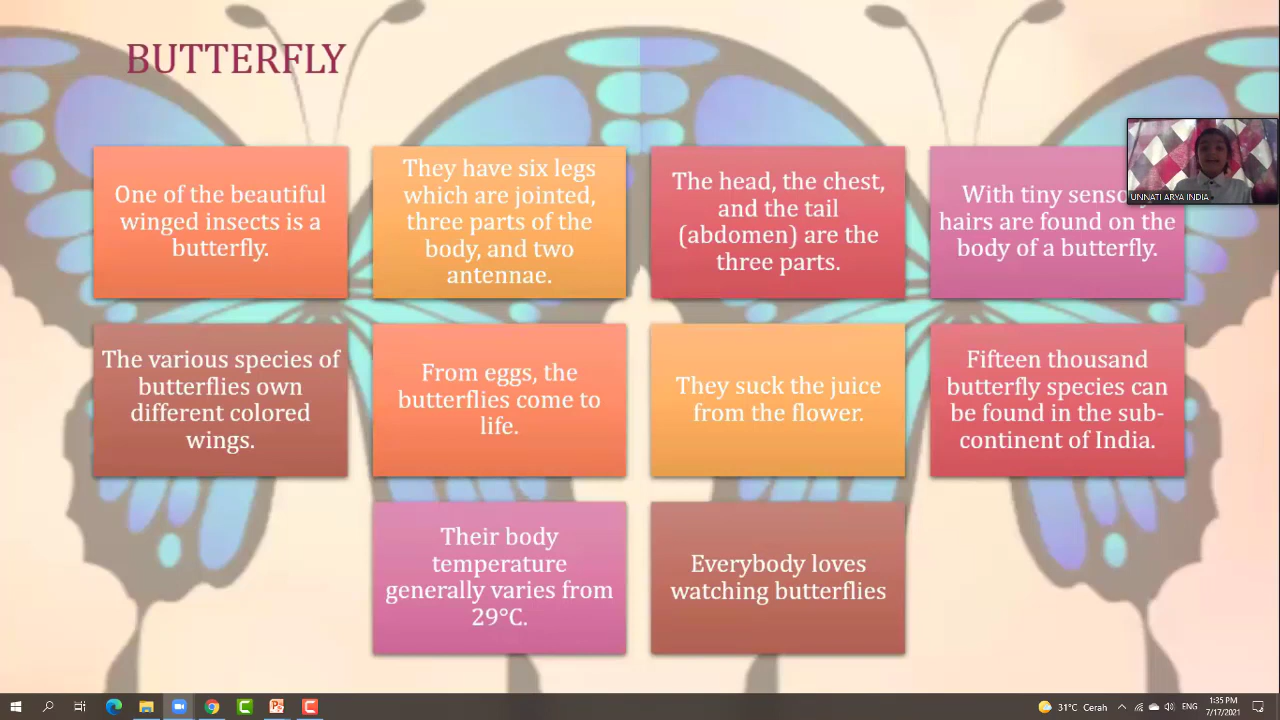 BUTTERFLY
One of the beautiful
winged insects is a
butterfly.
They have six legs
which are jointed,
three parts of the
body, and two
antennae.
The head, the chest,
and the tail
(abdomen) are the
three parts.
With tiny
hairs are found on the
body of a butterfly.
UNNATI ARYA INDIA
The various species of
butterflies own
different colored
wings.
From eggs, the
butterflies come to
life.
They suck the juice
from the flower.
Fifteen thousand
butterfly species can
be found in the sub-
continent of India.
Their body
temperature
generally varies from
29°C.
Everybody loves
watching butterflies
31°C Cerah
ENG
1:35 PM
7/17/2021